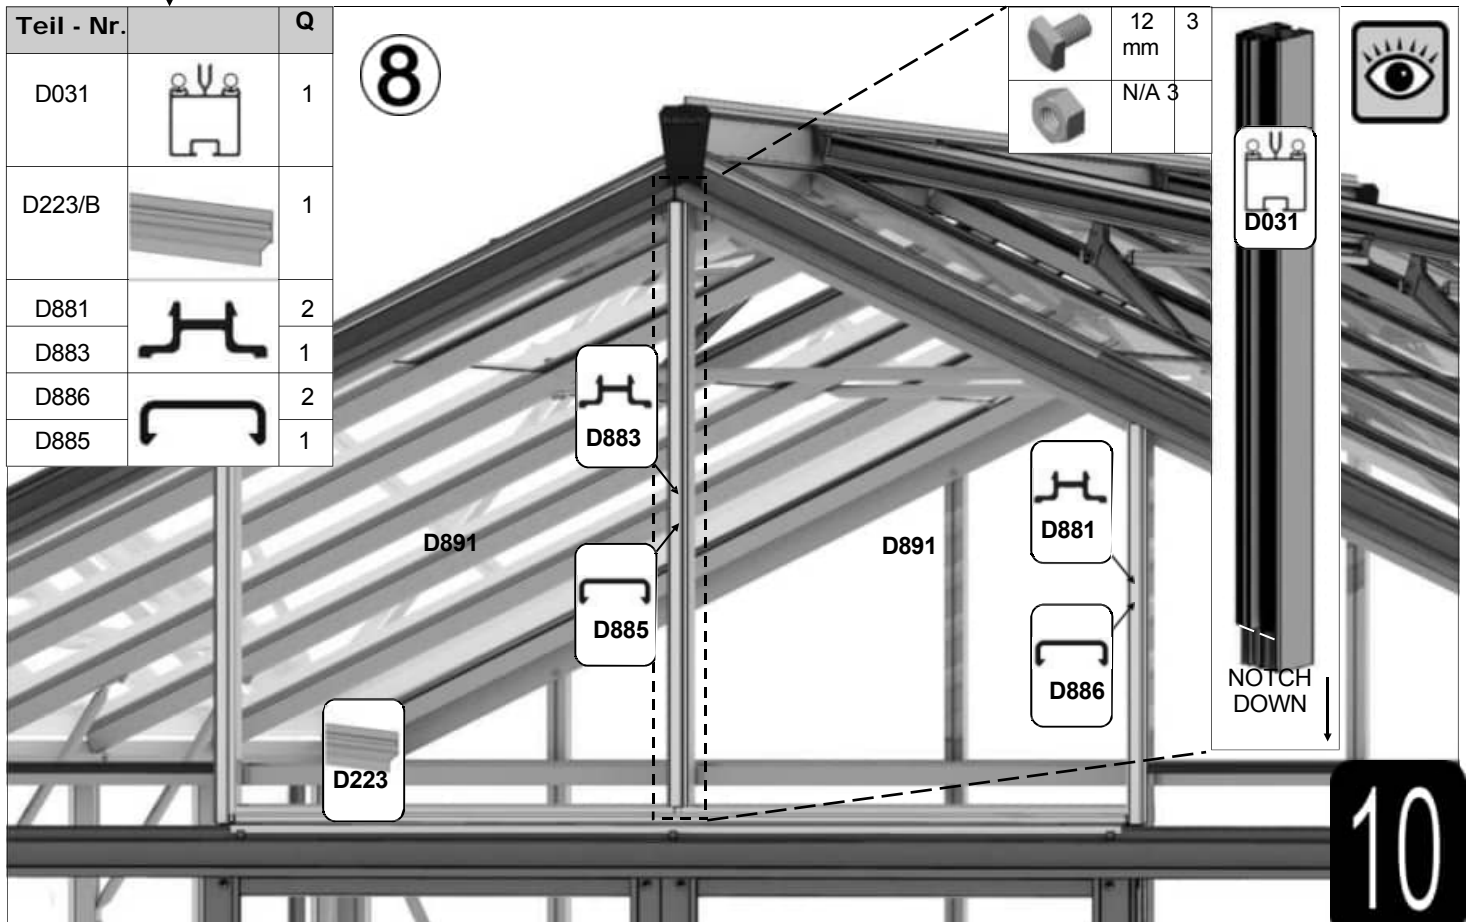 Teil - Nr. Q
D031 1
D223/B 1
D881 2
D883 1
D886 2
D885 1
8
12 mm 3
N/A 3
D031
NOTCH
DOWN
D883
D891
D885
D223
D891
D881
D886
10